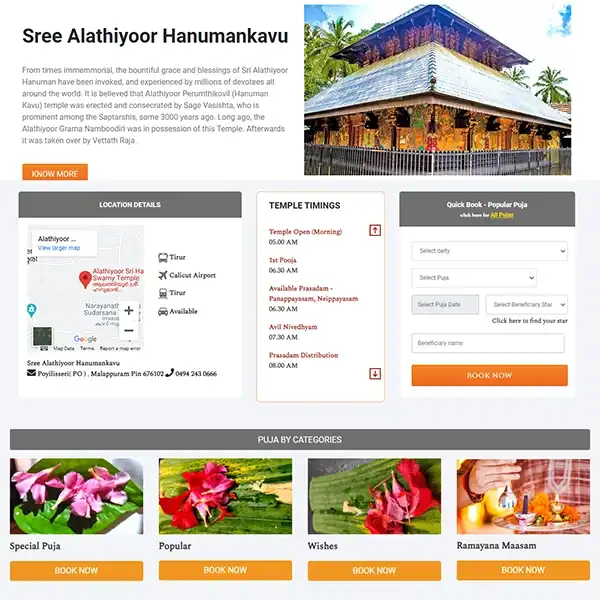 Sree Alathiyoor Hanumankavu
From times immemmorial, the bountiful grace and blessings of Sri Alathiyoor
Hanuman have been invoked, and experienced by millions of devotees all
around the world. It is believed that Alathiyoor Perumthikovil (Hanuman
Kavu) temple was erected and consecrated by Sage Vasishta, who is
prominent among the Saptarshis, some 3000 years ago. Long ago, the
Alathiyoor Grama Namboodiri was in possession of this Temple. Afterwards
it was taken over by Vettath Raja.
KNOW MORE
LOCATION DETAILS
Alathiyoor ...
View larger map
Alathiyoor Sri Ha
Swamy Temple
ആലത്തിയൂർ ശ്രീ
ഹനുമാൻ...
Narayanath
Sudarsana
Google
Map Data Terms Report a map error
Tirur
Calicut Airport
Tirur
Available
Sree Alathiyoor Hanumankavu
Poyilisseri( PO ) , Malappuram Pin 676102 0494 243 0666
TEMPLE TIMINGS
Temple Open (Morning)
05:00 AM
1st Pooja
06.30 AM
Available Prasadam -
Panappayasam, Neippayasam
06:30 AM
Avil Nivedhyam
07:30 AM
Prasadam Distribution
08.00 AM
Quick Book - Popular Puja
click here for All Pujas
Select deity
Select Puja
Select Puja Date Select Beneficiary Star
Click here to find your star
Beneficiary name
BOOK NOW
PUJA BY CATEGORIES
Special Puja Popular Wishes Ramayana Maasam
BOOK NOW BOOK NOW BOOK NOW BOOK NOW